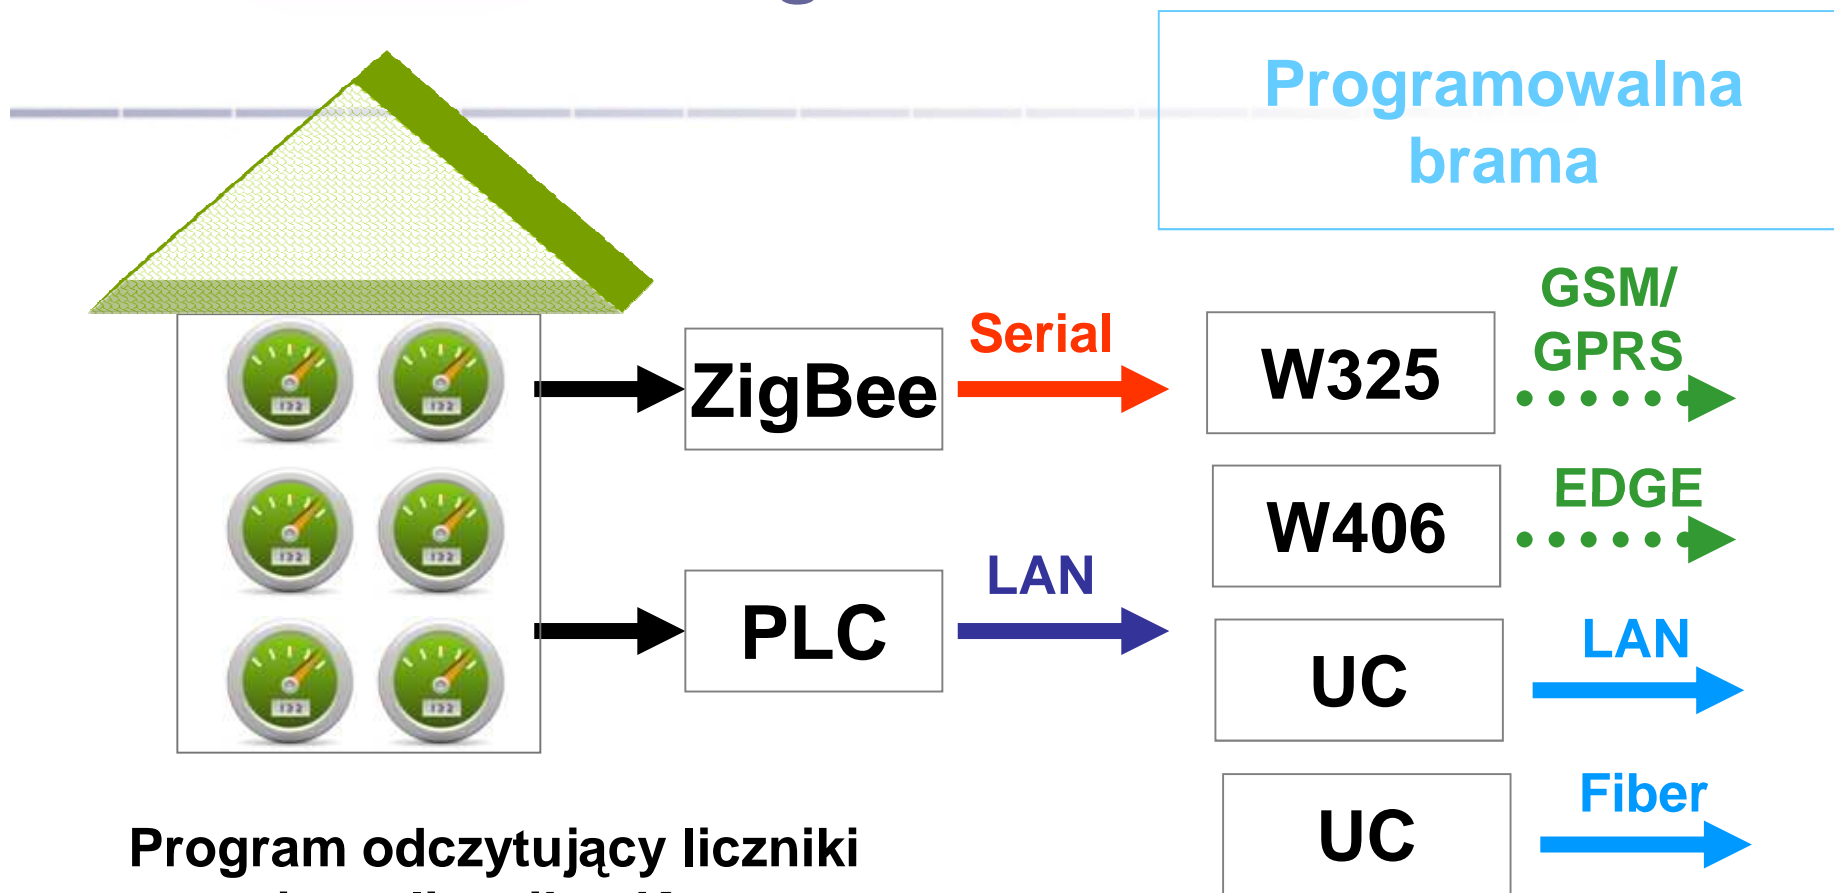 Programowalna
brama
GSM/
GPRS
Serial
ZigBee
W325
EDGE
W406
LAN
PLC
LAN
UC
Fiber
UC
Program odczytujący liczniki